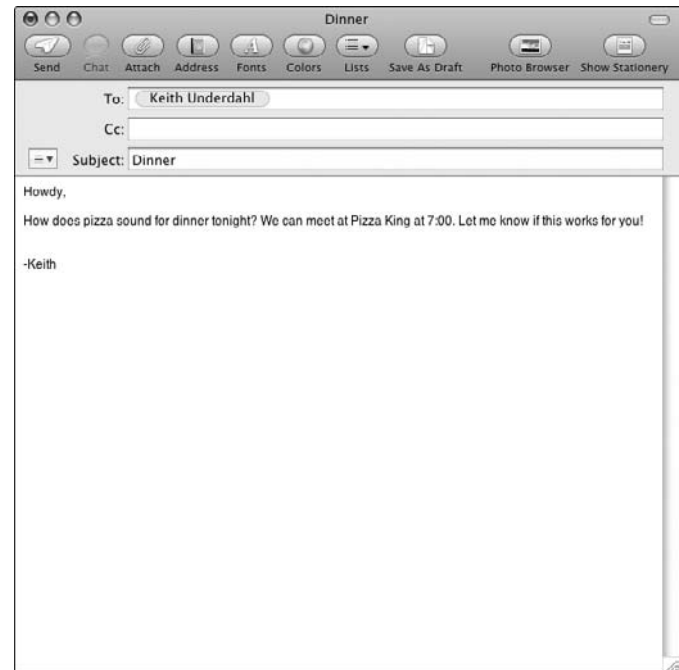 Dinner
Send Chat Attach Address Fonts Colors Lists Save As Draft Photo Browser Show Stationery
To: Keith Underdahl
Cc:
Subject: Dinner
Howdy,
How does pizza sound for dinner tonight? We can meet at Pizza King at 7:00. Let me know if this works for you!
-Keith